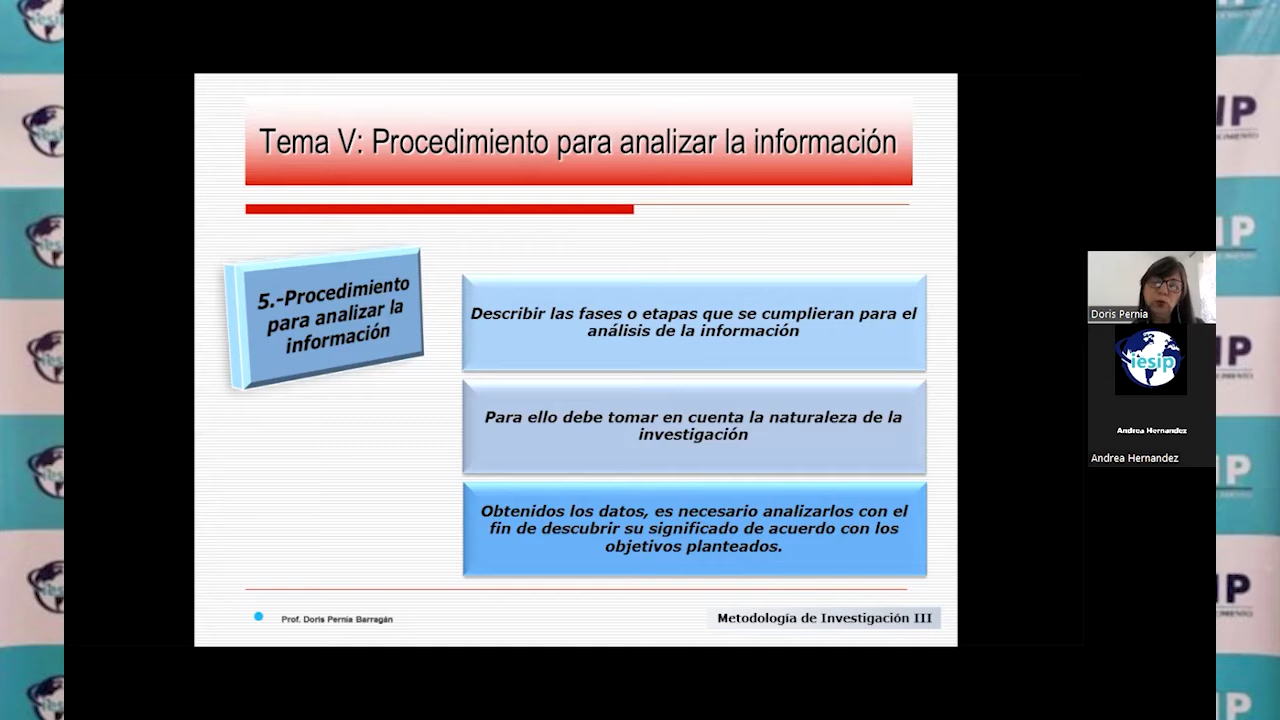 Tema V: Procedimiento para analizar la información
5.-Procedimiento
para analizar la
información
Describir las fases o etapas que se cumplieran para el
análisis de la información
Para ello debe tomar en cuenta la naturaleza de la
investigación
Obtenidos los datos, es necesario analizarlos con el
fin de descubrir su significado de acuerdo con los
objetivos planteados.
Prof. Doris Pernía Barragán
Metodología de Investigación III
Doris Pernía
iesip
Andrea Hernandez
Andrea Hernandez